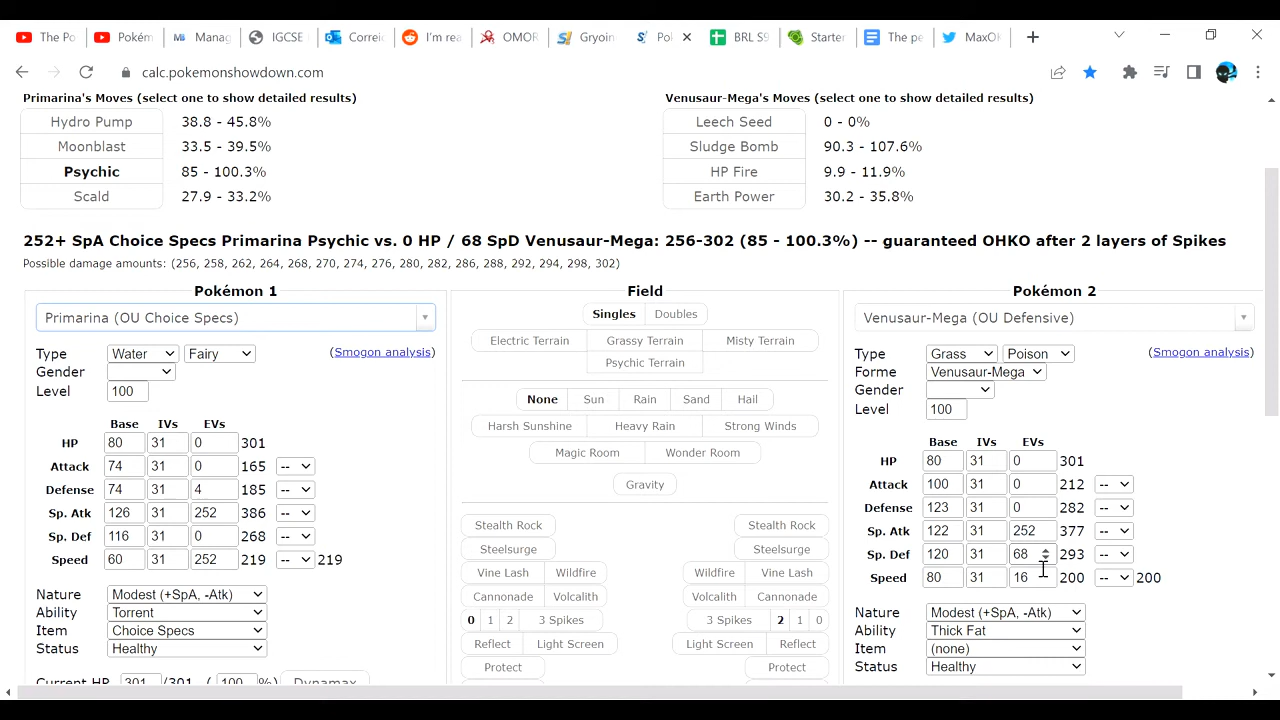 The Po Pokém Manag IGCSE Correic I'm rea OMOR Gryoin Pok BRL S9 Starter The pe MaxOK
calc.pokemonshowdown.com
Primarina's Moves (select one to show detailed results) Venusaur-Mega's Moves (select one to show detailed results)
Hydro Pump 38.8 - 45.8% Leech Seed 0 - 0%
Moonblast 33.5 - 39.5% Sludge Bomb 90.3 - 107.6%
Psychic 85 - 100.3% HP Fire 9.9 - 11.9%
Scald 27.9 - 33.2% Earth Power 30.2 - 35.8%
252+ SpA Choice Specs Primarina Psychic vs. 0 HP / 68 SpD Venusaur-Mega: 256-302 (85 - 100.3%) -- guaranteed OHKO after 2 layers of Spikes
Possible damage amounts: (256, 258, 262, 264, 268, 270, 274, 276, 280, 282, 286, 288, 292, 294, 298, 302)
Pokémon 1
Primarina (OU Choice Specs)
Type Water Fairy (Smogon analysis)
Gender
Level 100
Base IVs EVs
HP 80 31 0 301
Attack 74 31 0 165 --
Defense 74 31 4 185 --
Sp. Atk 126 31 252 386 --
Sp. Def 116 31 0 268 --
Speed 60 31 252 219 -- 219
Nature Modest (+SpA, -Atk)
Ability Torrent
Item Choice Specs
Status Healthy
Current HP 301 /301 ( 100 %) Dynamax
Field
Singles Doubles
Electric Terrain Grassy Terrain Misty Terrain
Psychic Terrain
None Sun Rain Sand Hail
Harsh Sunshine Heavy Rain Strong Winds
Magic Room Wonder Room
Gravity
Stealth Rock Stealth Rock
Steelsurge Steelsurge
Vine Lash Wildfire Wildfire Vine Lash
Cannonade Volcalith Volcalith Cannonade
0 1 2 3 Spikes 3 Spikes 2 1 0
Reflect Light Screen Light Screen Reflect
Protect Protect
Pokémon 2
Venusaur-Mega (OU Defensive)
Type Grass Poison (Smogon analysis)
Forme Venusaur-Mega
Gender
Level 100
Base IVs EVs
HP 80 31 0 301
Attack 100 31 0 212 --
Defense 123 31 0 282 --
Sp. Atk 122 31 252 377 --
Sp. Def 120 31 68 293 --
Speed 80 31 16 200 -- 200
Nature Modest (+SpA, -Atk)
Ability Thick Fat
Item (none)
Status Healthy